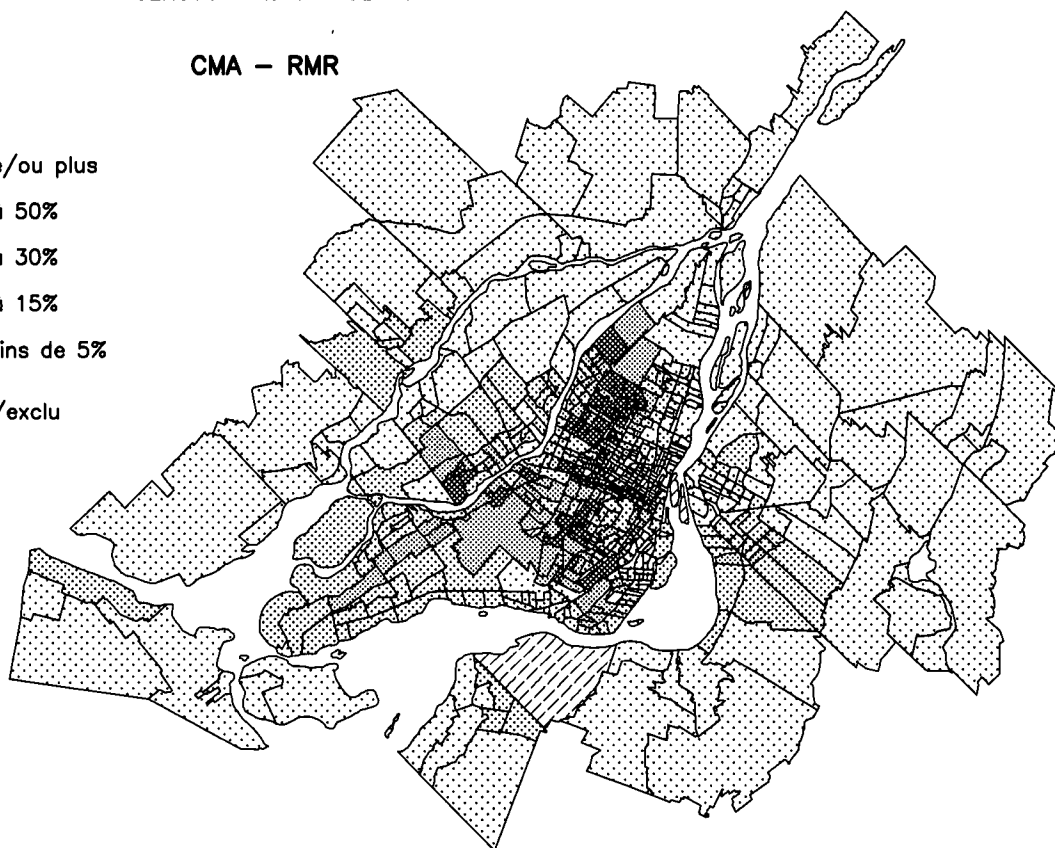 CMA – RMR
e/ou plus
à 50%
à 30%
à 15%
ins de 5%
/exclu